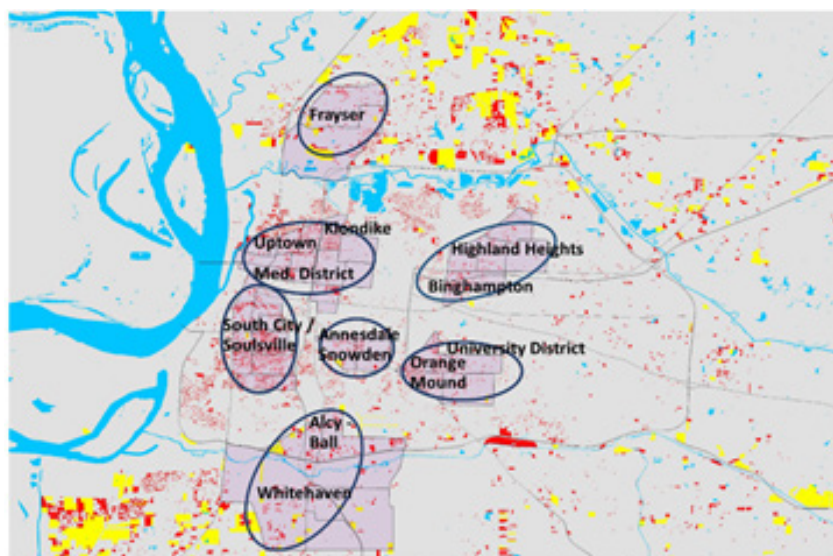 Frayser
Klondike
Uptown
Med. District
Highland Heights
Binghampton
South City /
Soulsville
Annesdale
Snowden
University District
Orange
Mound
Alcy
Ball
Whitehaven